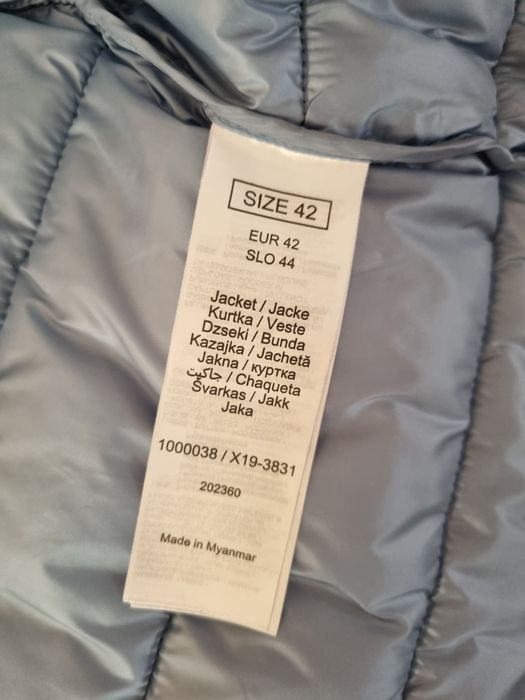 SIZE 42
EUR 42
SLO 44
Jacket / Jacke
Kurtka / Veste
Dzseki / Bunda
Kazajka / Jachetă
Jakna / куртка
جاكيت / Chaqueta
Švarkas / Jakk
Jaka
1000038 / X19-3831
202360
Made in Myanmar